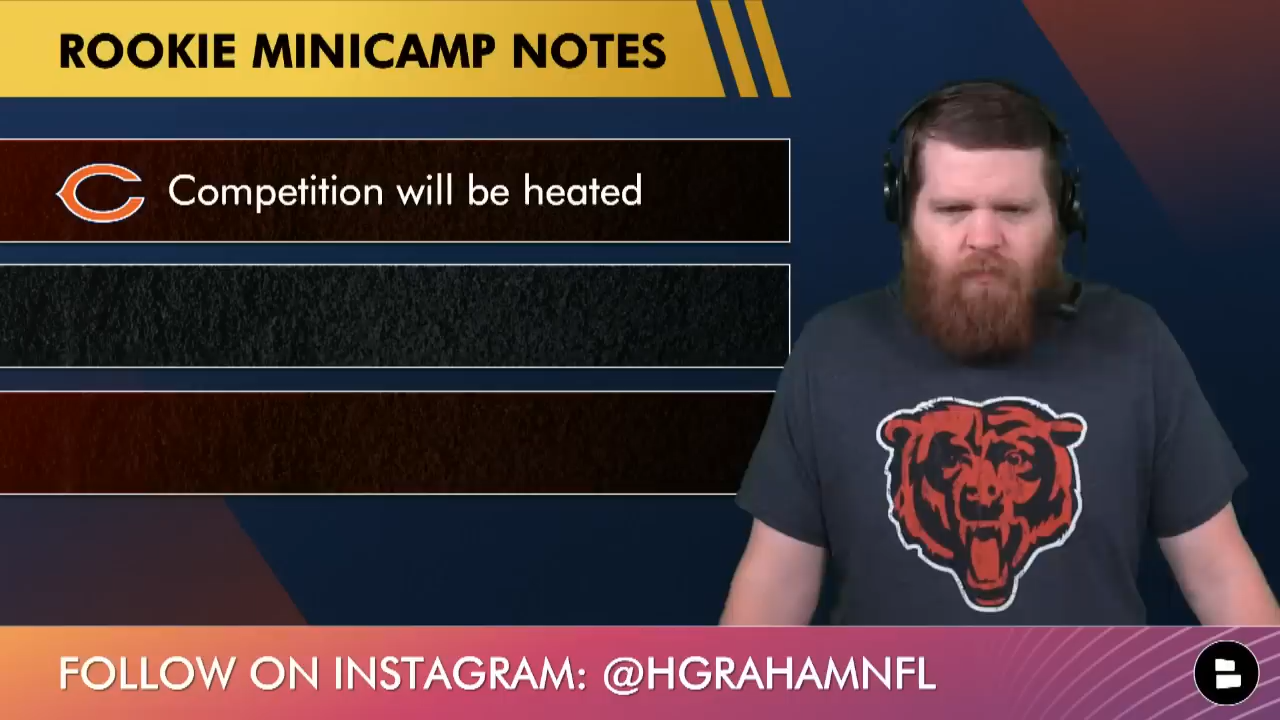 ROOKIE MINICAMP NOTES
Competition will be heated
FOLLOW ON INSTAGRAM: @HGRAHAMNFL